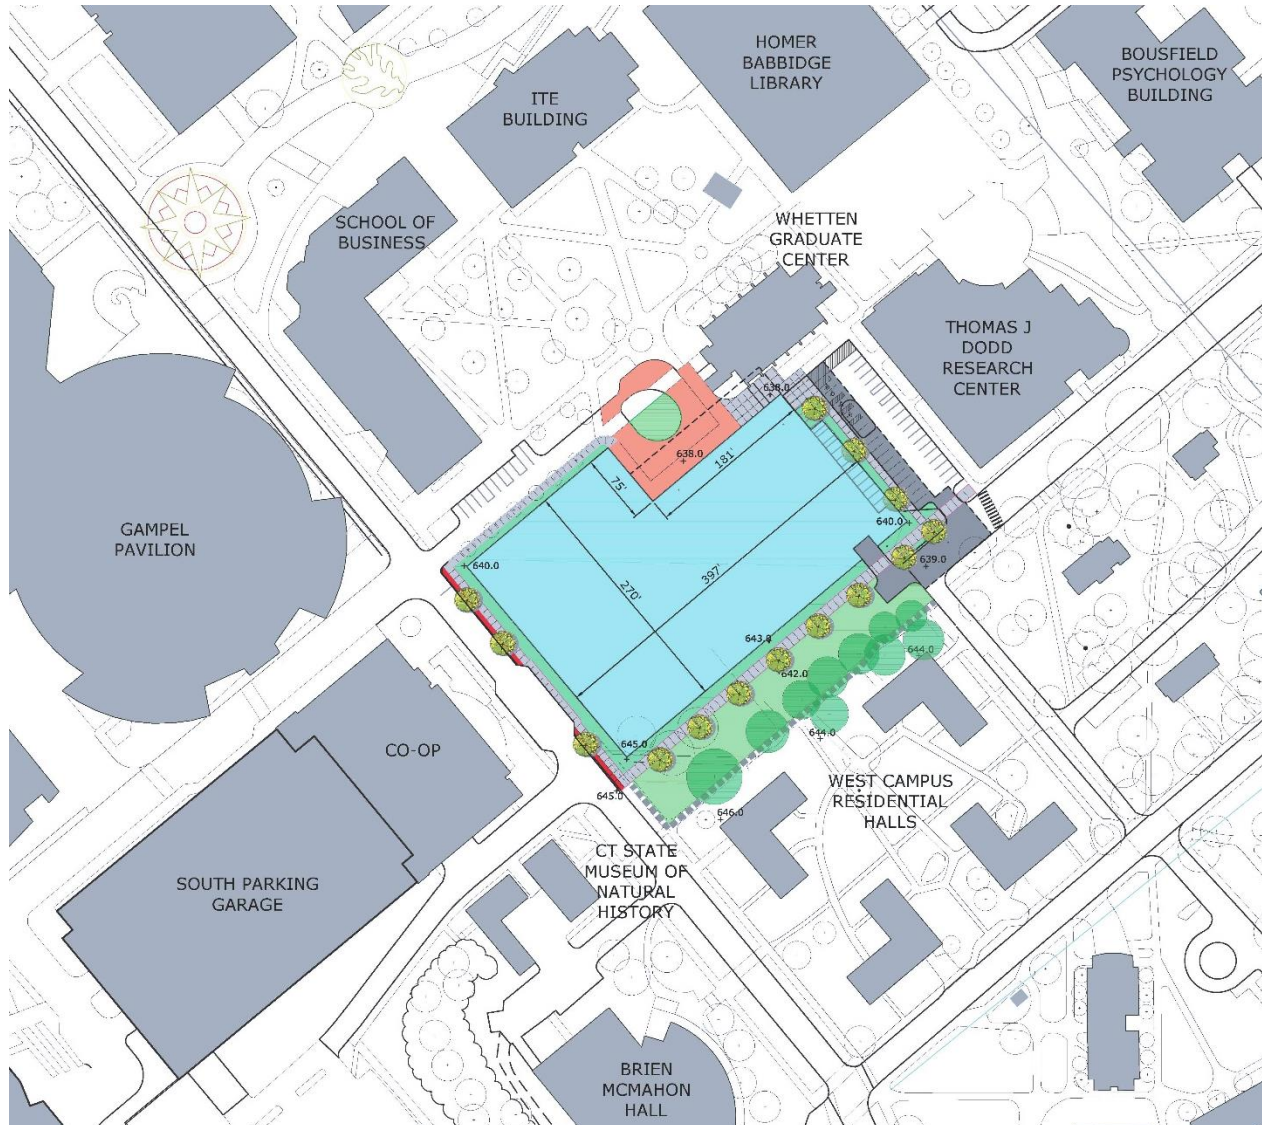 HOMER
BABBIDGE
LIBRARY
BOUSFIELD
PSYCHOLOGY
BUILDING
ITE
BUILDING
SCHOOL OF
BUSINESS
WHETTEN
GRADUATE
CENTER
THOMAS J
DODD
RESEARCH
CENTER
638.0
638.0
181'
75'
GAMPEL
PAVILION
640.0
640.0
639.0
397'
270'
643.0
644.0
642.0
644.0
645.0
645.0
646.0
CO-OP
WEST CAMPUS
RESIDENTIAL
HALLS
CT STATE
MUSEUM OF
NATURAL
HISTORY
SOUTH PARKING
GARAGE
BRIEN
MCMAHON
HALL